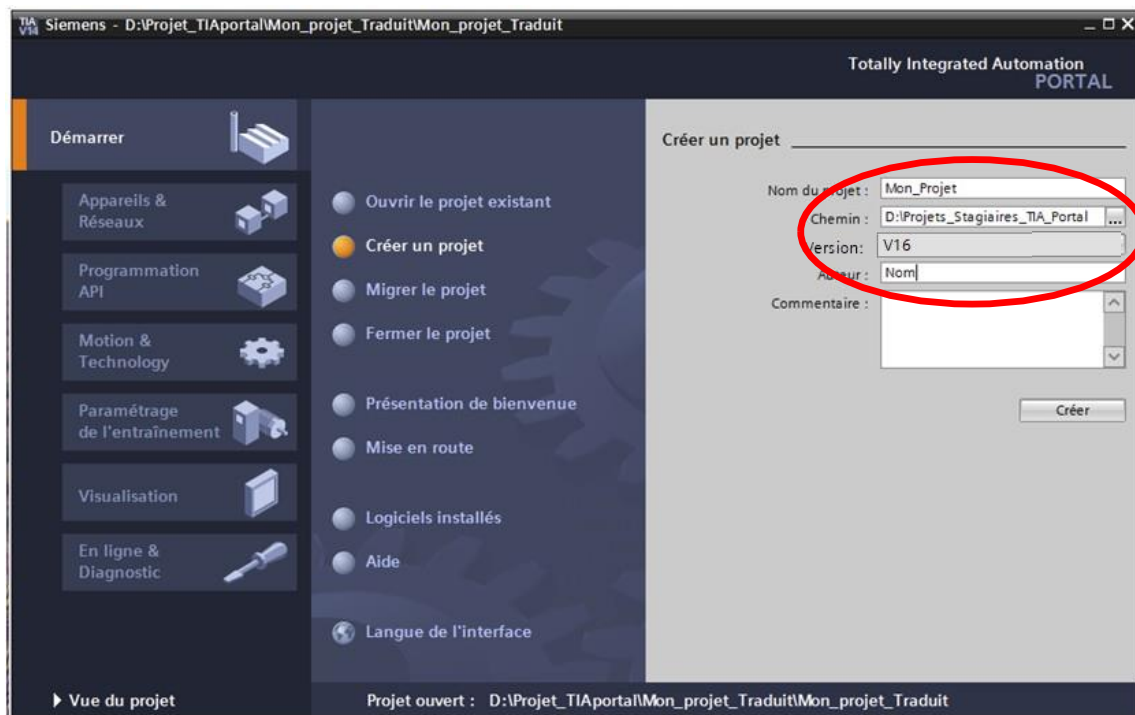 TIA V14 Siemens - D:\Projet_TIAportal\Mon_projet_Traduit\Mon_projet_Traduit
Totally Integrated Automation
PORTAL
Démarrer
Appareils &
Réseaux
Programmation
API
Motion &
Technology
Paramétrage
de l'entraînement
Visualisation
En ligne &
Diagnostic
Ouvrir le projet existant
Créer un projet
Migrer le projet
Fermer le projet
Présentation de bienvenue
Mise en route
Logiciels installés
Aide
Langue de l'interface
Créer un projet
Nom du projet : Mon_Projet
Chemin : D:\Projets_Stagiaires_TIA_Portal ...
Version: V16
Auteur : Nom
Commentaire :
Créer
Vue du projet
Projet ouvert : D:\Projet_TIAportal\Mon_projet_Traduit\Mon_projet_Traduit